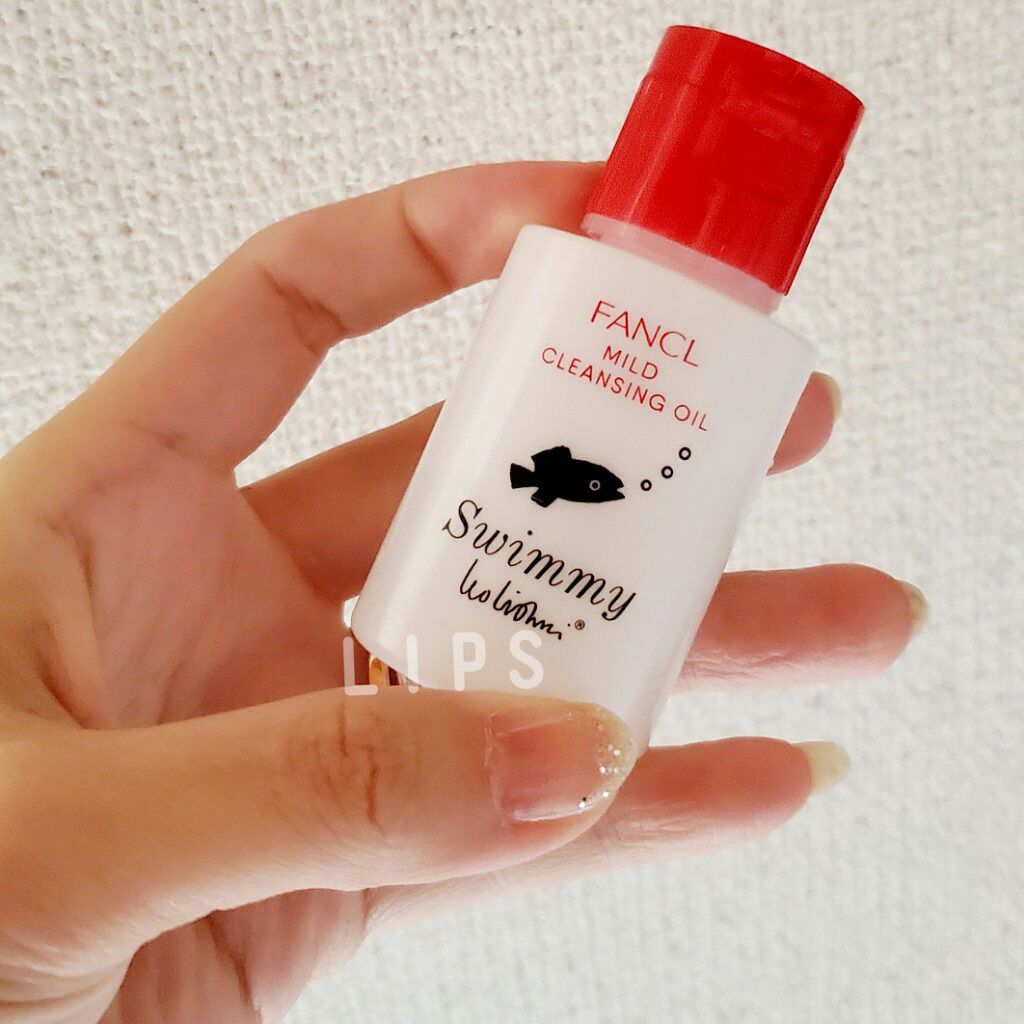 FANCL
MILD
CLEANSING OIL
Swimmy
leo lionni®
LIPS